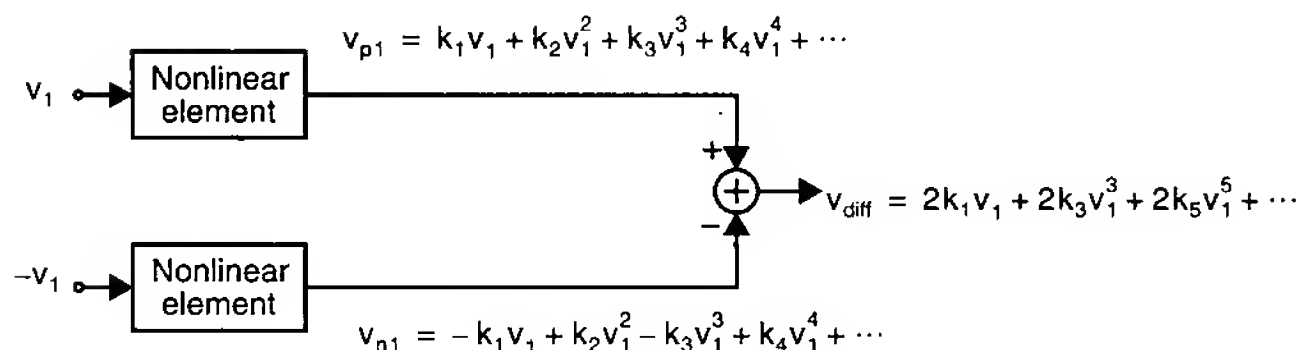 v_p1 = k_1v_1 + k_2v_1^2 + k_3v_1^3 + k_4v_1^4 + ⋯
v_1
Nonlinear
element
+
+
v_diff = 2k_1v_1 + 2k_3v_1^3 + 2k_5v_1^5 + ⋯
−
−v_1
Nonlinear
element
v_n1 = −k_1v_1 + k_2v_1^2 − k_3v_1^3 + k_4v_1^4 + ⋯